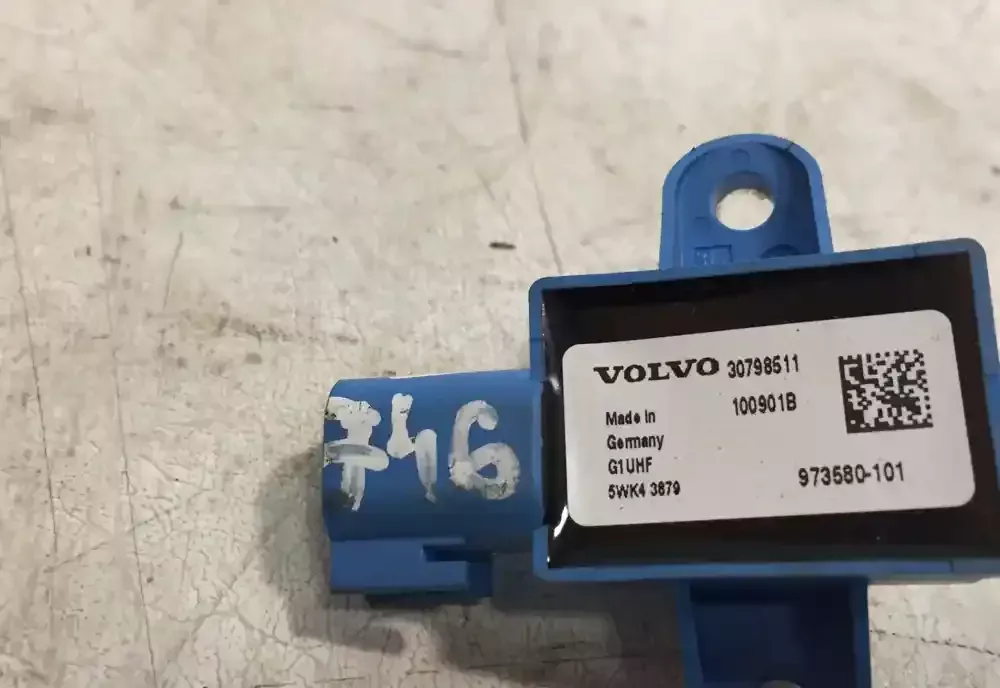 VOLVO 30798511
100901B
Made in
Germany
G1UHF
5WK4 3879
973580-101
746